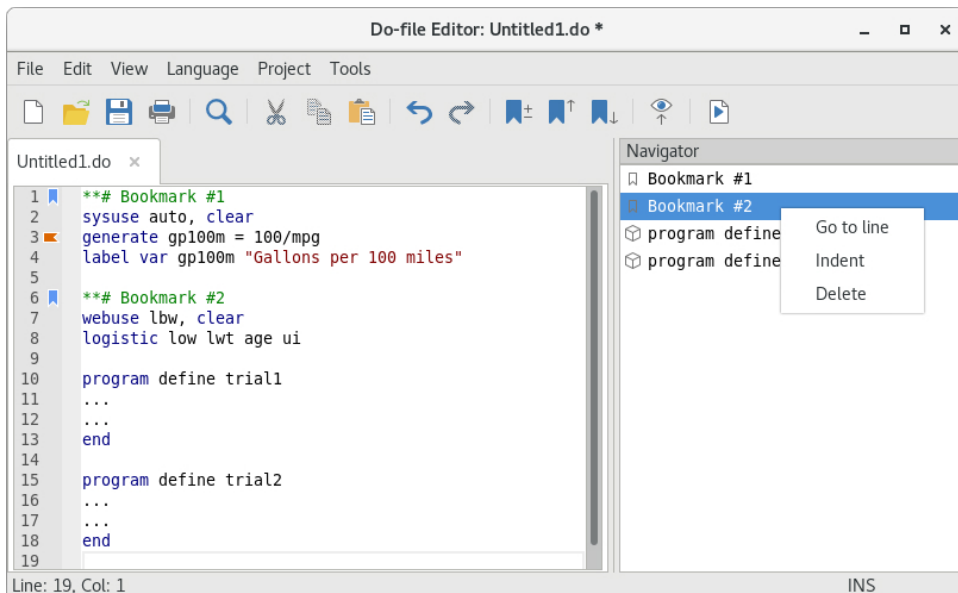 Do-file Editor: Untitled1.do *
File Edit View Language Project Tools
Untitled1.do
1 **# Bookmark #1
2 sysuse auto, clear
3 generate gp100m = 100/mpg
4 label var gp100m "Gallons per 100 miles"
5
6 **# Bookmark #2
7 webuse lbw, clear
8 logistic low lwt age ui
9
10 program define trial1
11 ...
12 ...
13 end
14
15 program define trial2
16 ...
17 ...
18 end
19
Navigator
Bookmark #1
Bookmark #2
program define
program define
Go to line
Indent
Delete
Line: 19, Col: 1
INS